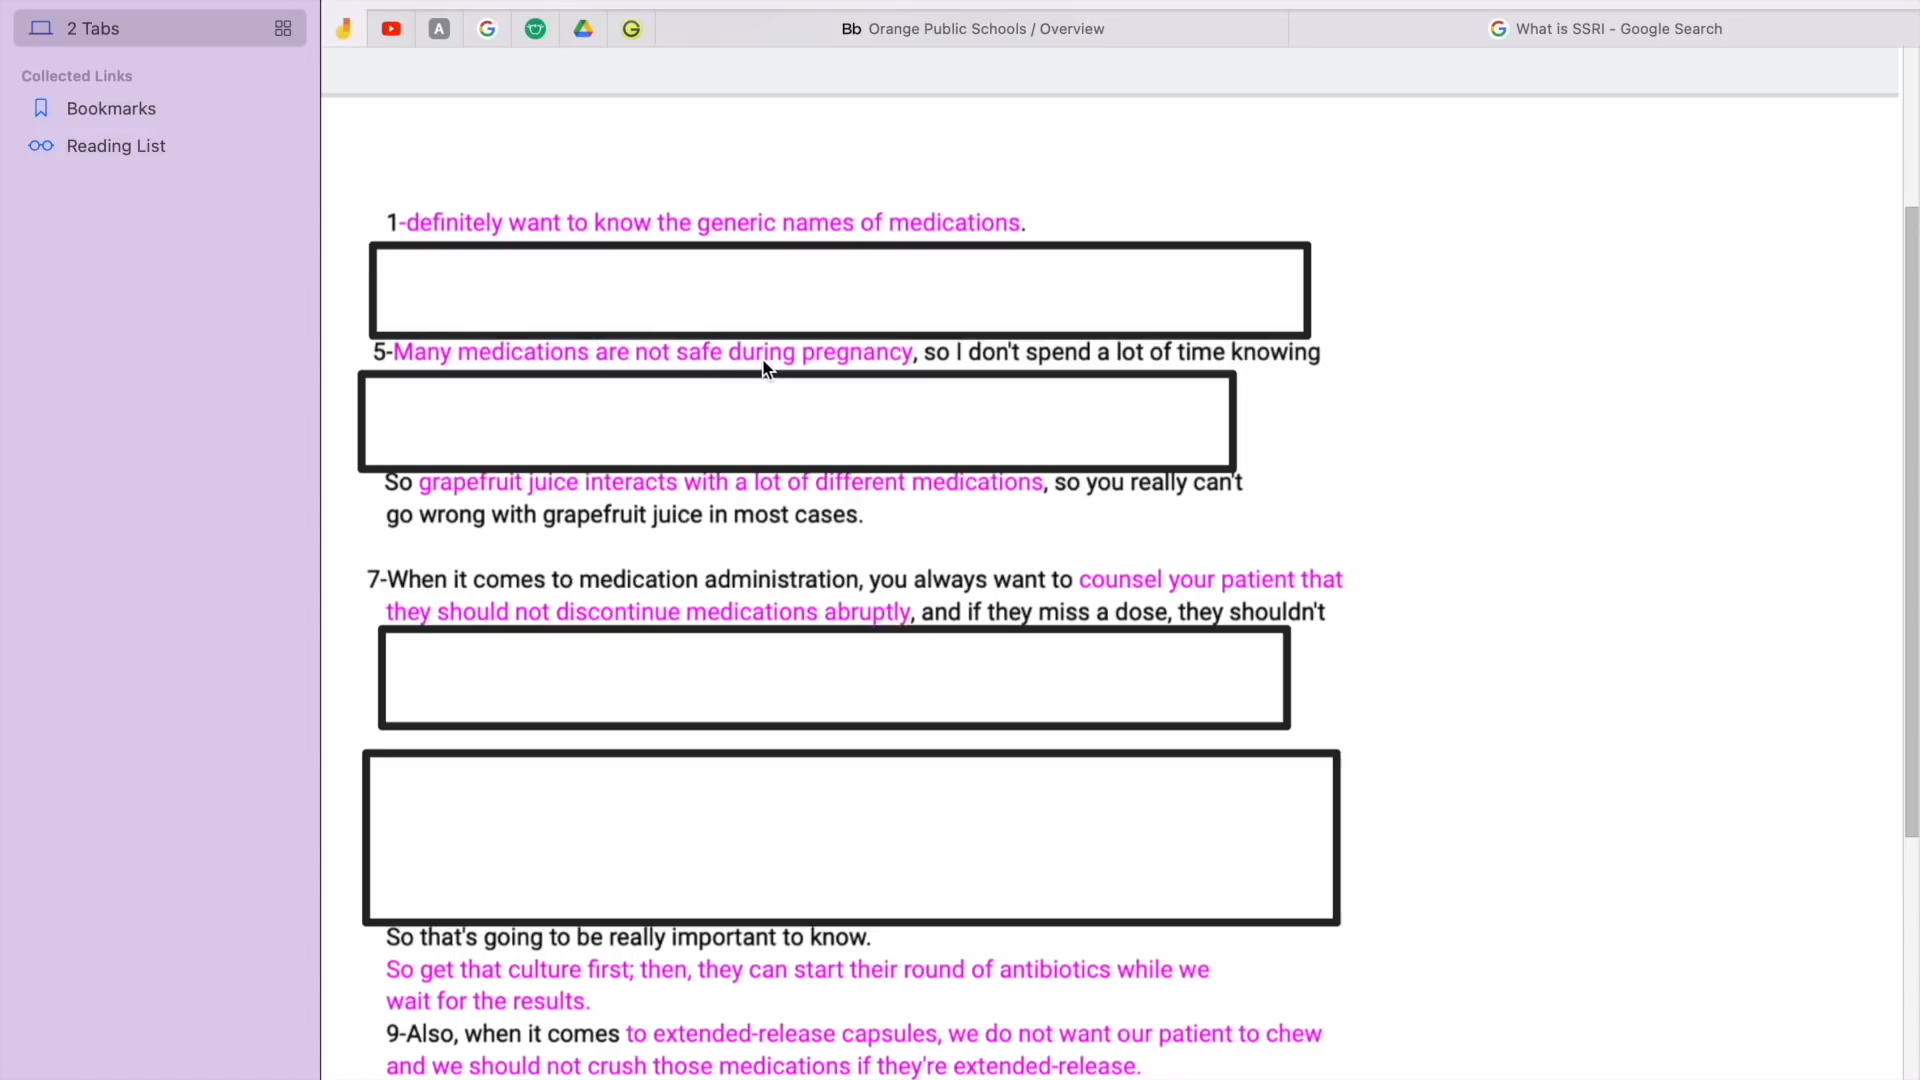 2 Tabs
Collected Links
Bookmarks
Reading List
A
Bb Orange Public Schools / Overview
What is SSRI - Google Search
1-definitely want to know the generic names of medications.
5-Many medications are not safe during pregnancy, so I don't spend a lot of time knowing
So grapefruit juice interacts with a lot of different medications, so you really can't
go wrong with grapefruit juice in most cases.
7-When it comes to medication administration, you always want to counsel your patient that
they should not discontinue medications abruptly, and if they miss a dose, they shouldn't
So that's going to be really important to know.
So get that culture first; then, they can start their round of antibiotics while we
wait for the results.
9-Also, when it comes to extended-release capsules, we do not want our patient to chew
and we should not crush those medications if they're extended-release.